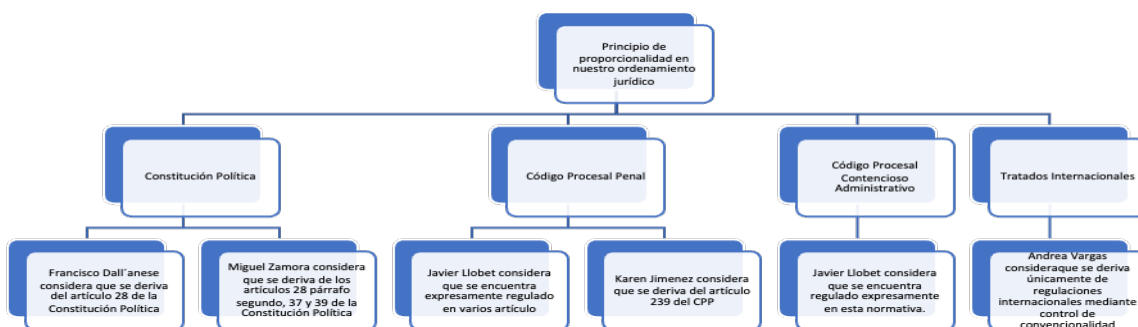 Principio de
proporcionalidad en
nuestro ordenamiento
jurídico
Constitución Política
Código Procesal Penal
Código Procesal
Contencioso
Administrativo
Tratados Internacionales
Francisco Dall´anese
considera que se deriva
del artículo 28 de la
Constitución Política
Miguel Zamora considera
que se deriva de los
artículos 28 párrafo
segundo, 37 y 39 de la
Constitución Política
Javier Llobet considera
que se encuentra
expresamente regulado
en varios artículo
Karen Jimenez considera
que se deriva del artículo
239 del CPP
Javier Llobet considera
que se encuentra
regulado expresamente
en esta normativa.
Andrea Vargas
consideraque se deriva
únicamente de
regulaciones
internacionales mediante
control de
convencionalidad